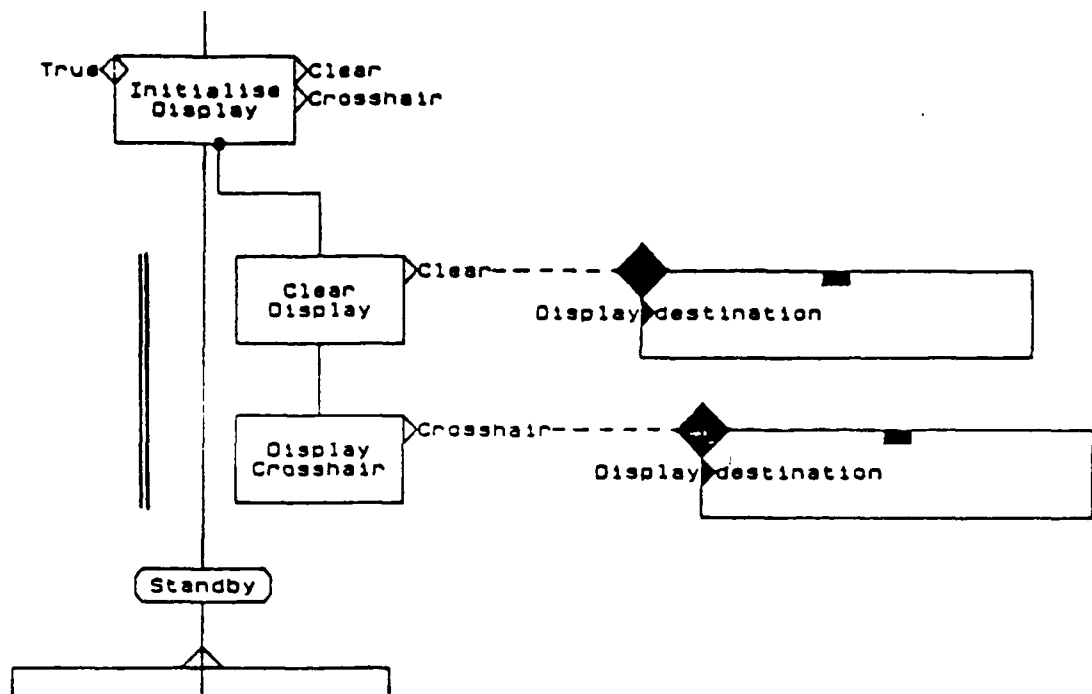 True
Clear
Initialise
Display
Crosshair
Clear
Clear
Display
Display destination
Crosshair
Display
Crosshair
Display destination
Standby